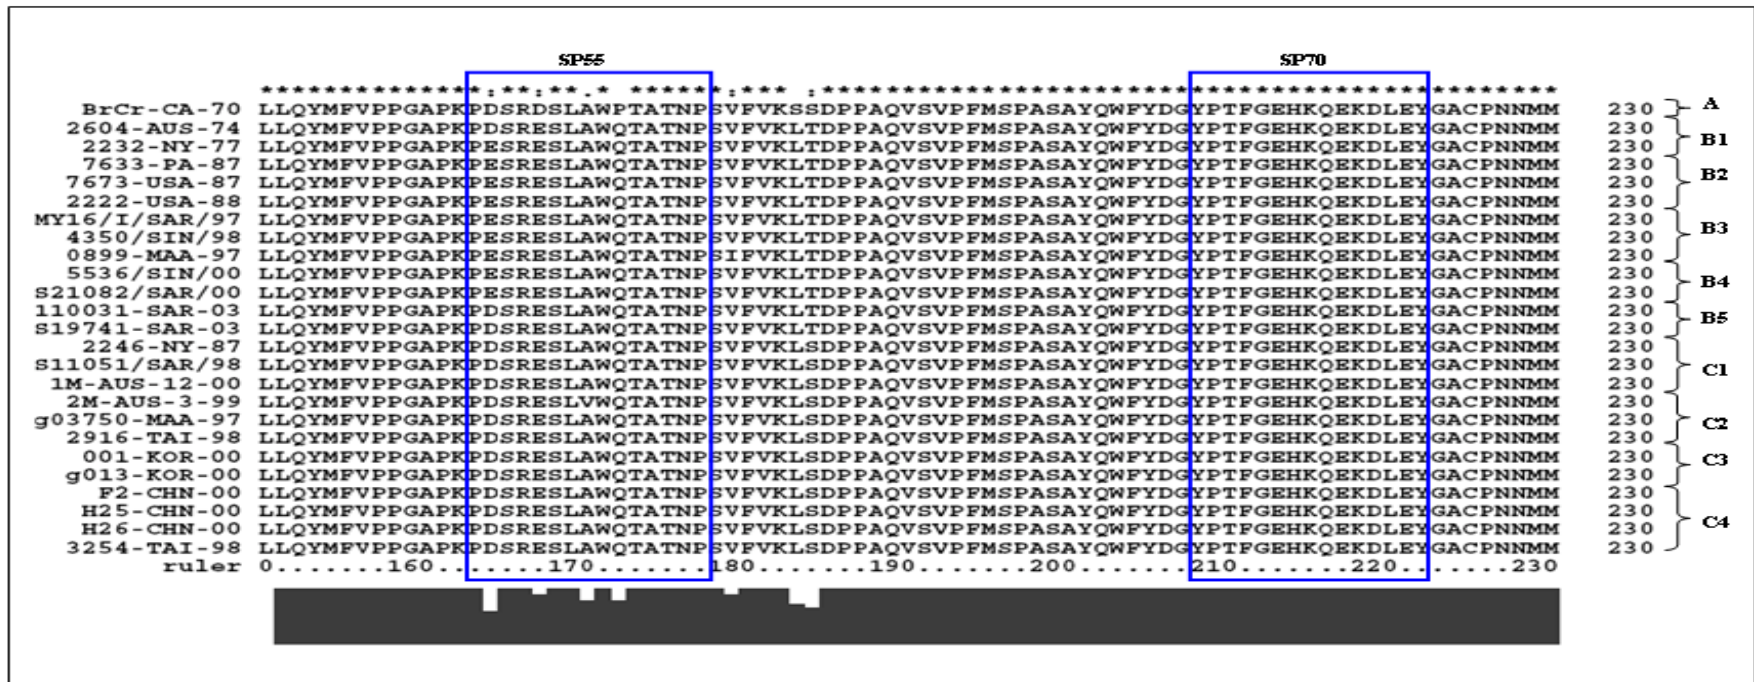 SP55 SP70
**************:**:**.* ******:*** :**********************************************
BrCr-CA-70 LLQYMFVPPGAPKPDSRDSLAWPTATNPSVFVKSSDPPAQVSVPFMSPASAYQWFYDGYPTFGEHKQEKDLEYGACPNNMM 230 A
2604-AUS-74 LLQYMFVPPGAPKPESRESLAWQTATNPSVFVKLTDPPAQVSVPFMSPASAYQWFYDGYPTFGEHKQEKDLEYGACPNNMM 230
2232-NY-77 LLQYMFVPPGAPKPESRESLAWQTATNPSVFVKLTDPPAQVSVPFMSPASAYQWFYDGYPTFGEHKQEKDLEYGACPNNMM 230 B1
7633-PA-87 LLQYMFVPPGAPKPESRESLAWQTATNPSVFVKLTDPPAQVSVPFMSPASAYQWFYDGYPTFGEHKQEKDLEYGACPNNMM 230
7673-USA-87 LLQYMFVPPGAPKPESRESLAWQTATNPSVFVKLTDPPAQVSVPFMSPASAYQWFYDGYPTFGEHKQEKDLEYGACPNNMM 230 B2
2222-USA-88 LLQYMFVPPGAPKPESRESLAWQTATNPSVFVKLTDPPAQVSVPFMSPASAYQWFYDGYPTFGEHKQEKDLEYGACPNNMM 230
MY16/I/SAR/97 LLQYMFVPPGAPKPESRESLAWQTATNPSVFVKLTDPPAQVSVPFMSPASAYQWFYDGYPTFGEHKQEKDLEYGACPNNMM 230
4350/SIN/98 LLQYMFVPPGAPKPESRESLAWQTATNPSVFVKLTDPPAQVSVPFMSPASAYQWFYDGYPTFGEHKQEKDLEYGACPNNMM 230 B3
0899-MAA-97 LLQYMFVPPGAPKPESRESLAWQTATNPSIFVKLTDPPAQVSVPFMSPASAYQWFYDGYPTFGEHKQEKDLEYGACPNNMM 230
5536/SIN/00 LLQYMFVPPGAPKPESRESLAWQTATNPSVFVKLTDPPAQVSVPFMSPASAYQWFYDGYPTFGEHKQEKDLEYGACPNNMM 230 B4
S21082/SAR/00 LLQYMFVPPGAPKPESRESLAWQTATNPSVFVKLTDPPAQVSVPFMSPASAYQWFYDGYPTFGEHKQEKDLEYGACPNNMM 230
110031-SAR-03 LLQYMFVPPGAPKPESRESLAWQTATNPSVFVKLTDPPAQVSVPFMSPASAYQWFYDGYPTFGEHKQEKDLEYGACPNNMM 230 B5
S19741-SAR-03 LLQYMFVPPGAPKPESRESLAWQTATNPSVFVKLTDPPAQVSVPFMSPASAYQWFYDGYPTFGEHKQEKDLEYGACPNNMM 230
2246-NY-87 LLQYMFVPPGAPKPDSRESLAWQTATNPSVFVKLSDPPAQVSVPFMSPASAYQWFYDGYPTFGEHKQEKDLEYGACPNNMM 230
S11051/SAR/98 LLQYMFVPPGAPKPDSRESLAWQTATNPSVFVKLSDPPAQVSVPFMSPASAYQWFYDGYPTFGEHKQEKDLEYGACPNNMM 230 C1
1M-AUS-12-00 LLQYMFVPPGAPKPDSRESLAWQTATNPSVFVKLSDPPAQVSVPFMSPASAYQWFYDGYPTFGEHKQEKDLEYGACPNNMM 230
2M-AUS-3-99 LLQYMFVPPGAPKPDSRESLVWQTATNPSVFVKLSDPPAQVSVPFMSPASAYQWFYDGYPTFGEHKQEKDLEYGACPNNMM 230
g03750-MAA-97 LLQYMFVPPGAPKPDSRESLAWQTATNPSVFVKLSDPPAQVSVPFMSPASAYQWFYDGYPTFGEHKQEKDLEYGACPNNMM 230 C2
2916-TAI-98 LLQYMFVPPGAPKPDSRESLAWQTATNPSVFVKLSDPPAQVSVPFMSPASAYQWFYDGYPTFGEHKQEKDLEYGACPNNMM 230
001-KOR-00 LLQYMFVPPGAPKPDSRESLAWQTATNPSVFVKLSDPPAQVSVPFMSPASAYQWFYDGYPTFGEHKQEKDLEYGACPNNMM 230 C3
g013-KOR-00 LLQYMFVPPGAPKPDSRESLAWQTATNPSVFVKLSDPPAQVSVPFMSPASAYQWFYDGYPTFGEHKQEKDLEYGACPNNMM 230
F2-CHN-00 LLQYMFVPPGAPKPDSRESLAWQTATNPSVFVKLSDPPAQVSVPFMSPASAYQWFYDGYPTFGEHKQEKDLEYGACPNNMM 230
H25-CHN-00 LLQYMFVPPGAPKPDSRESLAWQTATNPSVFVKLSDPPAQVSVPFMSPASAYQWFYDGYPTFGEHKQEKDLEYGACPNNMM 230 C4
H26-CHN-00 LLQYMFVPPGAPKPDSRESLAWQTATNPSVFVKLSDPPAQVSVPFMSPASAYQWFYDGYPTFGEHKQEKDLEYGACPNNMM 230
3254-TAI-98 LLQYMFVPPGAPKPDSRESLAWQTATNPSVFVKLSDPPAQVSVPFMSPASAYQWFYDGYPTFGEHKQEKDLEYGACPNNMM 230
ruler 0.......160.......170.......180.......190.......200.......210.......220.......230